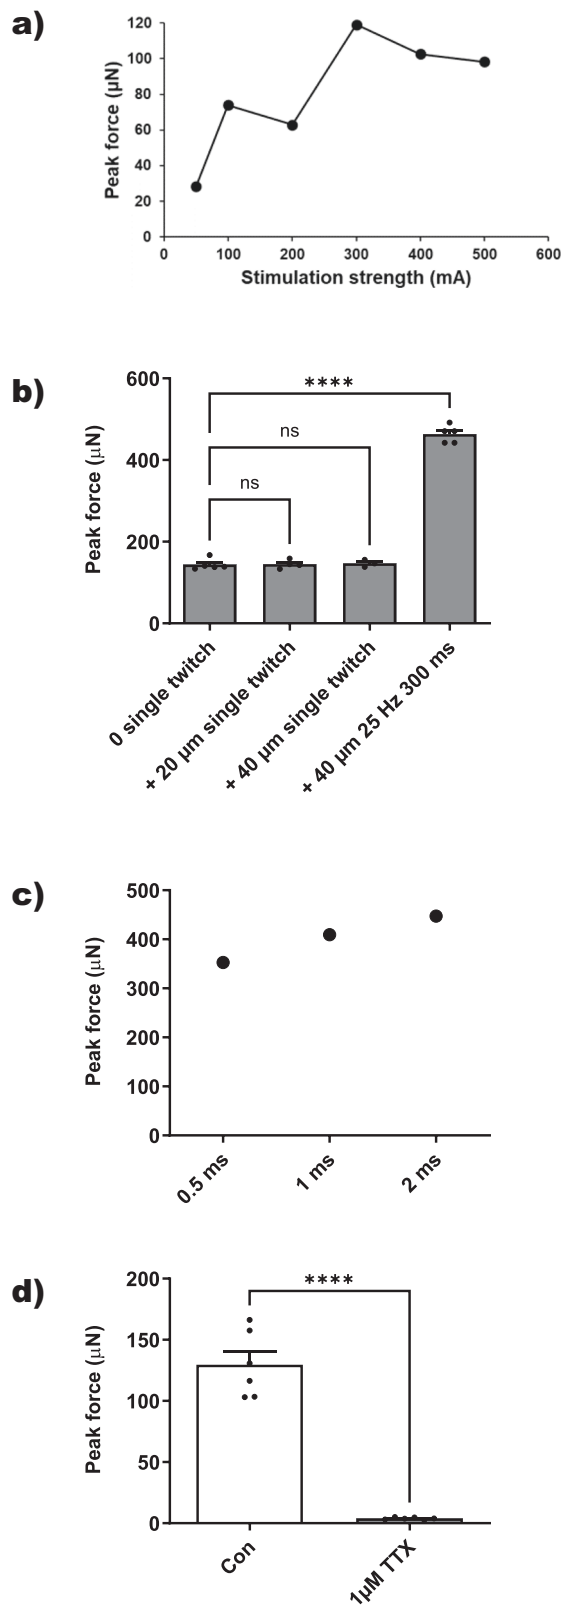 a)
120
100
80
60
40
20
0
Peak force (µN)
0 100 200 300 400 500 600
Stimulation strength (mA)
b)
600
400
200
0
Peak force (µN)
****
ns
ns
0 single twitch
+ 20 µm single twitch
+ 40 µm single twitch
+ 40 µm 25 Hz 300 ms
c)
500
400
300
200
100
0
Peak force (µN)
0.5 ms
1 ms
2 ms
d)
200
150
100
50
0
Peak force (µN)
****
Con
1µM TTX